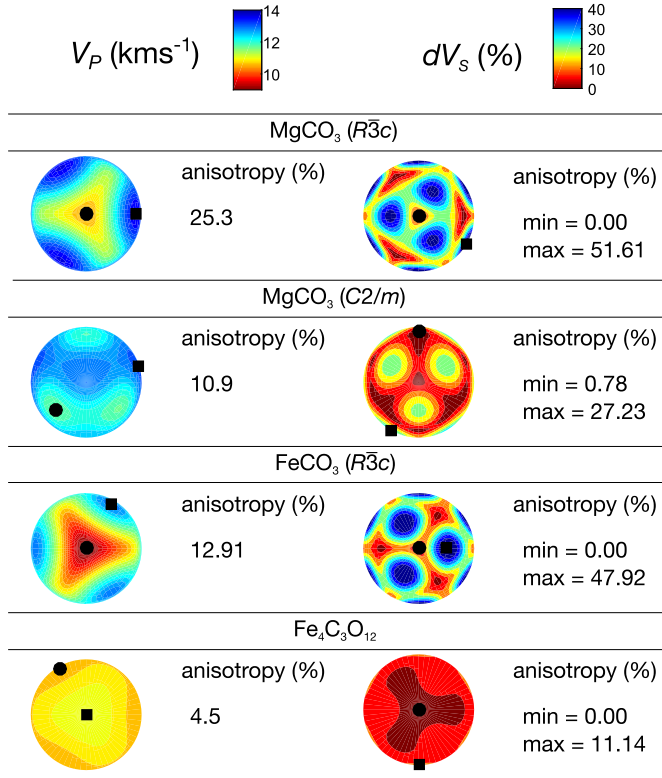 V_P (kms⁻¹)
14
12
10
dV_S (%)
40
30
20
10
0
MgCO₃ (R3̅c)
anisotropy (%)
25.3
anisotropy (%)
min = 0.00
max = 51.61
MgCO₃ (C2/m)
anisotropy (%)
10.9
anisotropy (%)
min = 0.78
max = 27.23
FeCO₃ (R3̅c)
anisotropy (%)
12.91
anisotropy (%)
min = 0.00
max = 47.92
Fe₄C₃O₁₂
anisotropy (%)
4.5
anisotropy (%)
min = 0.00
max = 11.14